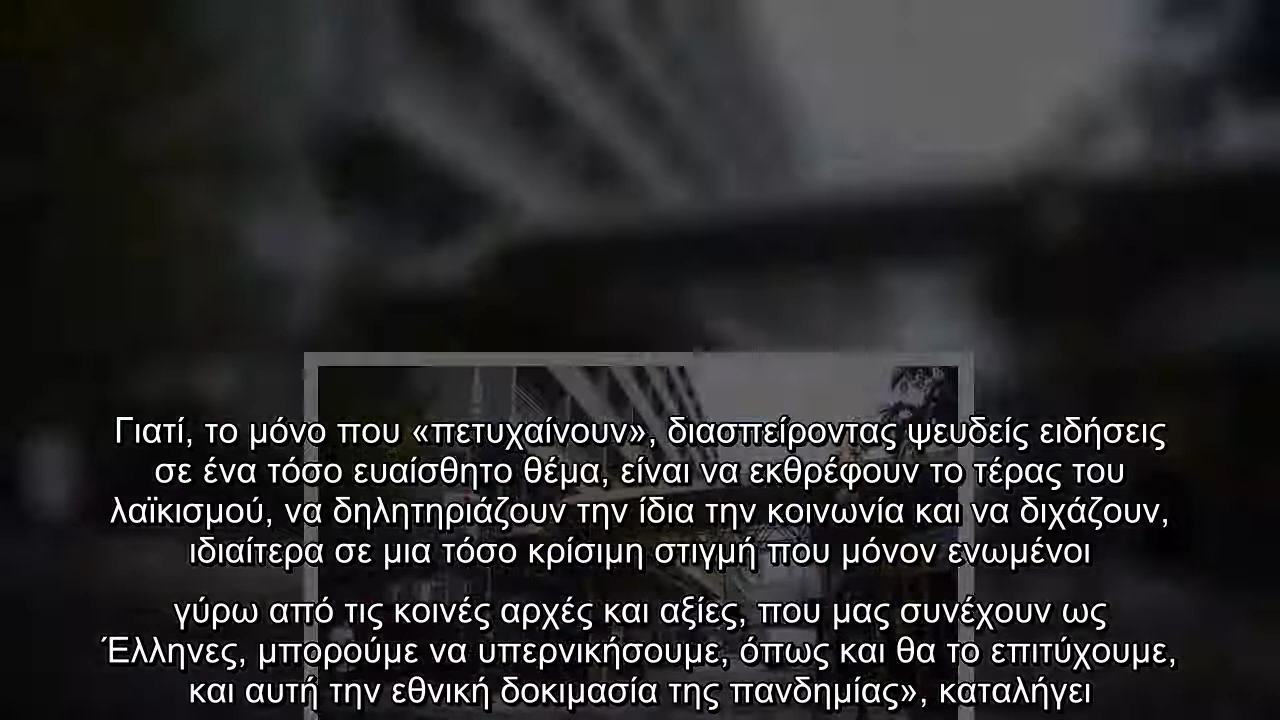 Γιατί, το μόνο που «πετυχαίνουν», διασπείροντας ψευδείς ειδήσεις
σε ένα τόσο ευαίσθητο θέμα, είναι να εκθρέφουν το τέρας του
λαϊκισμού, να δηλητηριάζουν την ίδια την κοινωνία και να διχάζουν,
ιδιαίτερα σε μια τόσο κρίσιμη στιγμή που μόνον ενωμένοι
γύρω από τις κοινές αρχές και αξίες, που μας συνέχουν ως
Έλληνες, μπορούμε να υπερνικήσουμε, όπως και θα το επιτύχουμε,
και αυτή την εθνική δοκιμασία της πανδημίας», καταλήγει